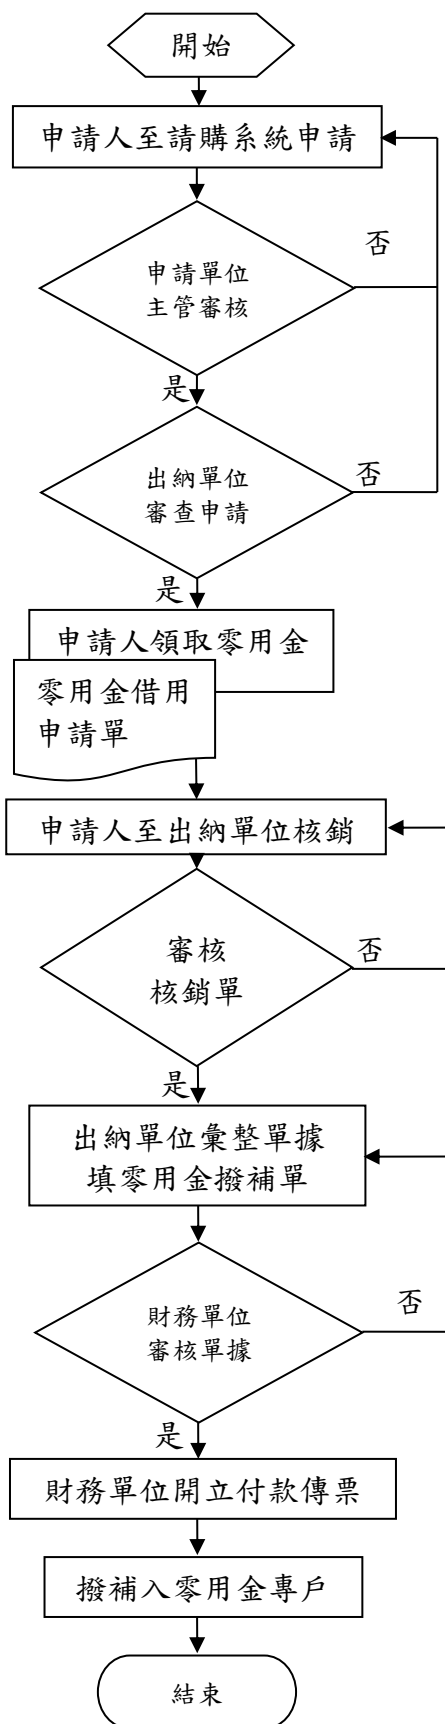 開始
申請人至請購系統申請
否
申請單位
主管審核
是
出納單位
審查申請
否
是
申請人領取零用金
零用金借用
申請單
申請人至出納單位核銷
審核
核銷單
否
是
出納單位彙整單據
填零用金撥補單
否
財務單位
審核單據
是
財務單位開立付款傳票
撥補入零用金專戶
結束